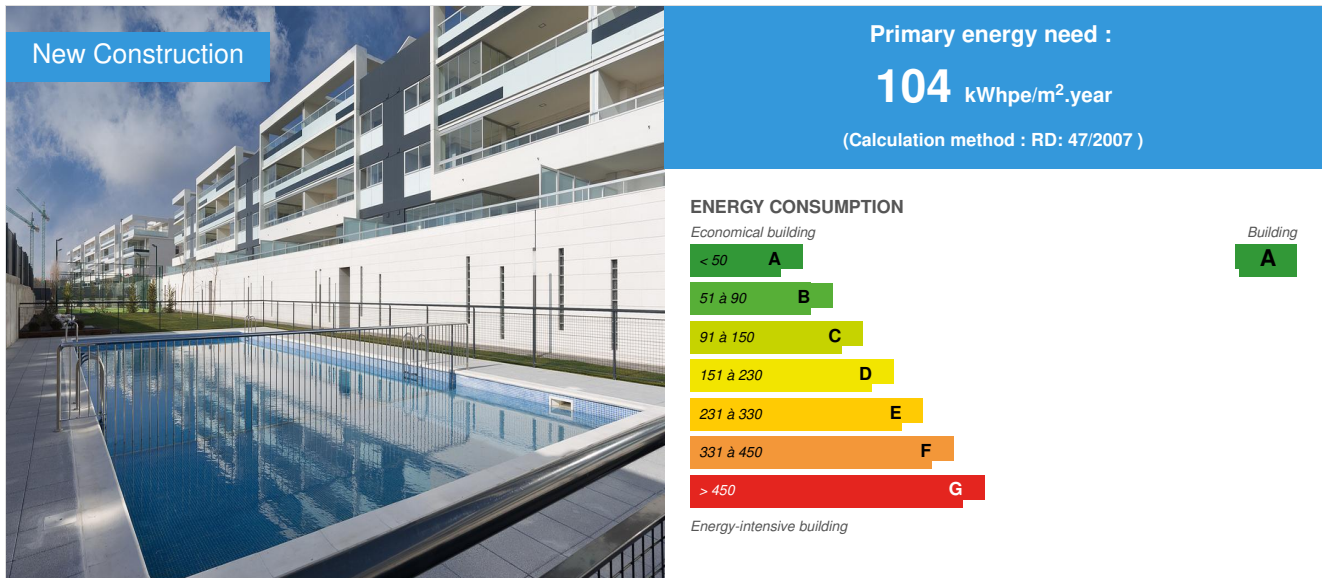 New Construction
Primary energy need :
104 kWhpe/m².year
(Calculation method : RD: 47/2007 )
ENERGY CONSUMPTION
Economical building
Building
< 50 A
A
51 à 90 B
91 à 150 C
151 à 230 D
231 à 330 E
331 à 450 F
> 450 G
Energy-intensive building